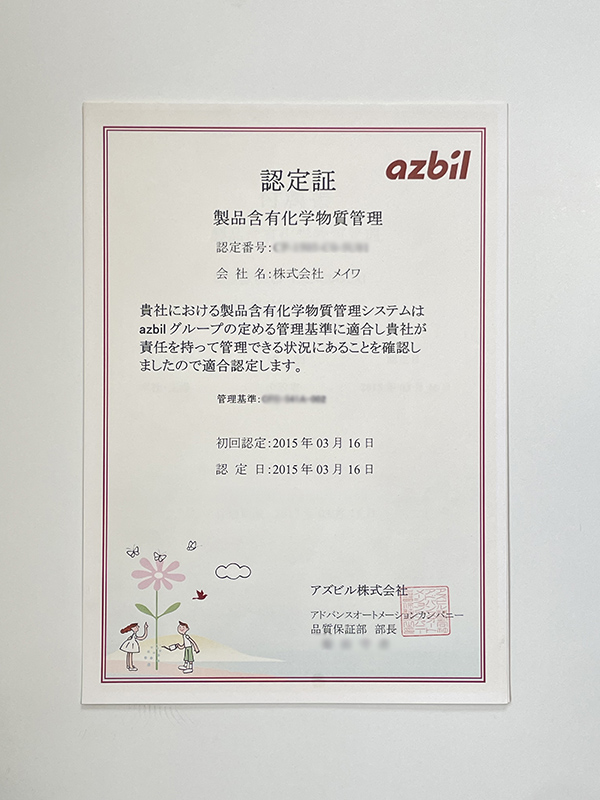 azbil
認定証
製品含有化学物質管理
認定番号:
会 社 名:株式会社 メイワ
貴社における製品含有化学物質管理システムは
azbil グループの定める管理基準に適合し貴社が
責任を持って管理できる状況にあることを確認し
ましたので適合認定します。
管理基準:
初回認定:2015 年 03 月 16 日
認 定 日:2015 年 03 月 16 日
アズビル株式会社
アドバンスオートメーションカンパニー
品質保証部 部長